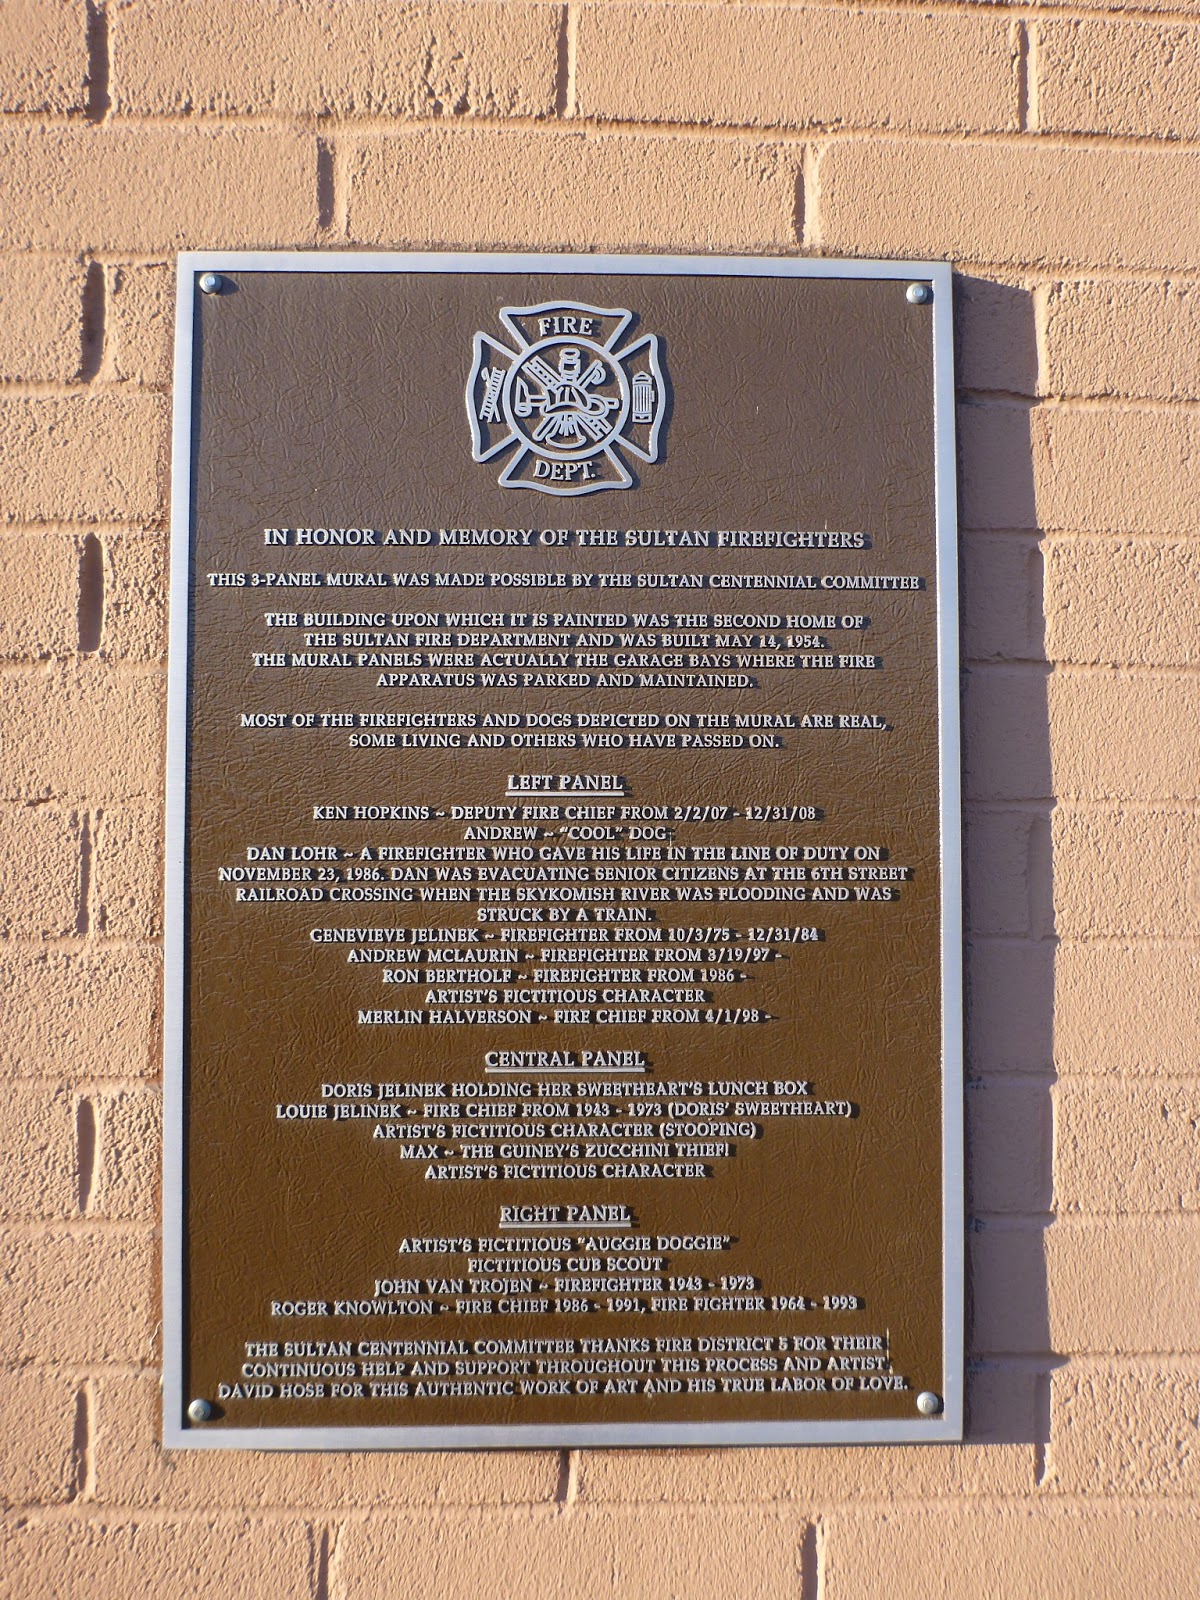 FIRE
DEPT.
IN HONOR AND MEMORY OF THE SULTAN FIREFIGHTERS
THIS 3-PANEL MURAL WAS MADE POSSIBLE BY THE SULTAN CENTENNIAL COMMITTEE
THE BUILDING UPON WHICH IT IS PAINTED WAS THE SECOND HOME OF
THE SULTAN FIRE DEPARTMENT AND WAS BUILT MAY 14, 1954.
THE MURAL PANELS WERE ACTUALLY THE GARAGE BAYS WHERE THE FIRE
APPARATUS WAS PARKED AND MAINTAINED.
MOST OF THE FIREFIGHTERS AND DOGS DEPICTED ON THE MURAL ARE REAL,
SOME LIVING AND OTHERS WHO HAVE PASSED ON.
LEFT PANEL
KEN HOPKINS ~ DEPUTY FIRE CHIEF FROM 2/2/07 - 12/31/08
ANDREW ~ "COOL" DOG
DAN LOHR ~ A FIREFIGHTER WHO GAVE HIS LIFE IN THE LINE OF DUTY ON
NOVEMBER 23, 1986. DAN WAS EVACUATING SENIOR CITIZENS AT THE 6TH STREET
RAILROAD CROSSING WHEN THE SKYKOMISH RIVER WAS FLOODING AND WAS
STRUCK BY A TRAIN.
GENEVIEVE JELINEK ~ FIREFIGHTER FROM 10/3/75 - 12/31/84
ANDREW MCLAURIN ~ FIREFIGHTER FROM 3/19/97 -
RON BERTHOLF ~ FIREFIGHTER FROM 1986 -
ARTIST'S FICTITIOUS CHARACTER
MERLIN HALVERSON ~ FIRE CHIEF FROM 4/1/98 -
CENTRAL PANEL
DORIS JELINEK HOLDING HER SWEETHEART'S LUNCH BOX
LOUIE JELINEK ~ FIRE CHIEF FROM 1943 - 1973 (DORIS' SWEETHEART)
ARTIST'S FICTITIOUS CHARACTER (STOOPING)
MAX ~ THE GUINEY'S ZUCCHINI THIEF!
ARTIST'S FICTITIOUS CHARACTER
RIGHT PANEL
ARTIST'S FICTITIOUS "AUGGIE DOGGIE"
FICTITIOUS CUB SCOUT
JOHN VAN TROJEN ~ FIREFIGHTER 1943 - 1973
ROGER KNOWLTON ~ FIRE CHIEF 1986 - 1991, FIRE FIGHTER 1964 - 1993
THE SULTAN CENTENNIAL COMMITTEE THANKS FIRE DISTRICT 5 FOR THEIR
CONTINUOUS HELP AND SUPPORT THROUGHOUT THIS PROCESS AND ARTIST,
DAVID HOSE FOR THIS AUTHENTIC WORK OF ART AND HIS TRUE LABOR OF LOVE.